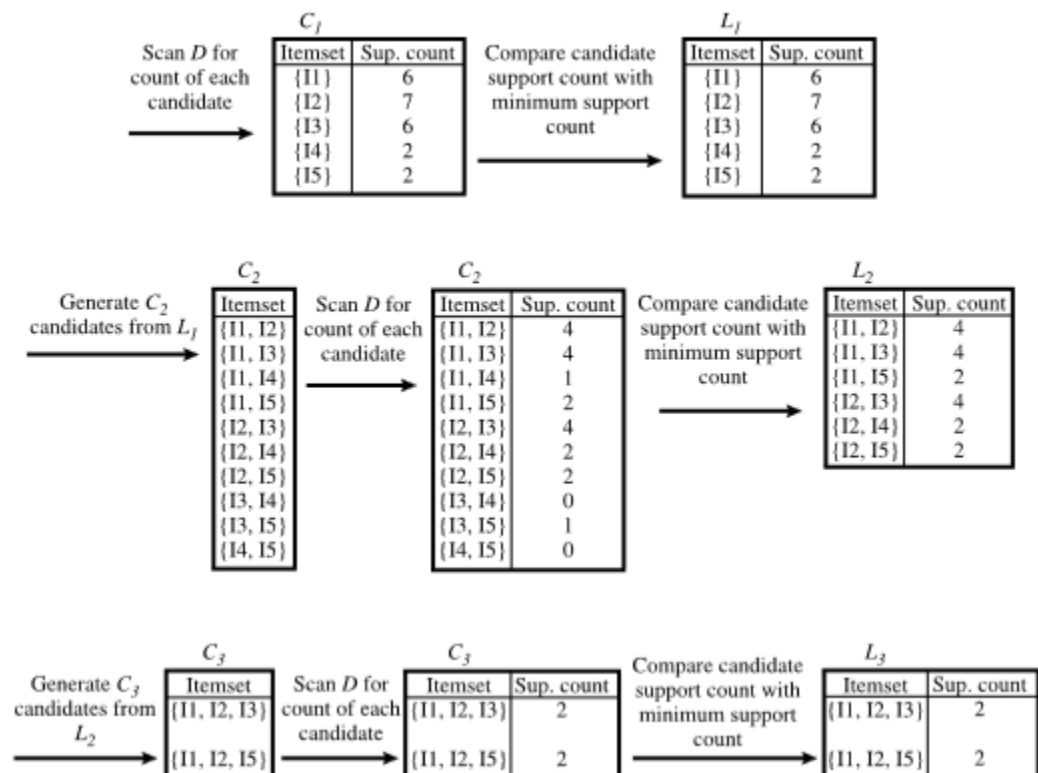 C1
L1
Scan D for
count of each
candidate
Itemset Sup. count
{I1} 6
{I2} 7
{I3} 6
{I4} 2
{I5} 2
Compare candidate
support count with
minimum support
count
Itemset Sup. count
{I1} 6
{I2} 7
{I3} 6
{I4} 2
{I5} 2
C2
C2
L2
Generate C2
candidates from L1
Itemset
{I1, I2}
{I1, I3}
{I1, I4}
{I1, I5}
{I2, I3}
{I2, I4}
{I2, I5}
{I3, I4}
{I3, I5}
{I4, I5}
Scan D for
count of each
candidate
Itemset Sup. count
{I1, I2} 4
{I1, I3} 4
{I1, I4} 1
{I1, I5} 2
{I2, I3} 4
{I2, I4} 2
{I2, I5} 2
{I3, I4} 0
{I3, I5} 1
{I4, I5} 0
Compare candidate
support count with
minimum support
count
Itemset Sup. count
{I1, I2} 4
{I1, I3} 4
{I1, I5} 2
{I2, I3} 4
{I2, I4} 2
{I2, I5} 2
C3
C3
L3
Generate C3
candidates from
L2
Itemset
{I1, I2, I3}
{I1, I2, I5}
Scan D for
count of each
candidate
Itemset Sup. count
{I1, I2, I3} 2
{I1, I2, I5} 2
Compare candidate
support count with
minimum support
count
Itemset Sup. count
{I1, I2, I3} 2
{I1, I2, I5} 2